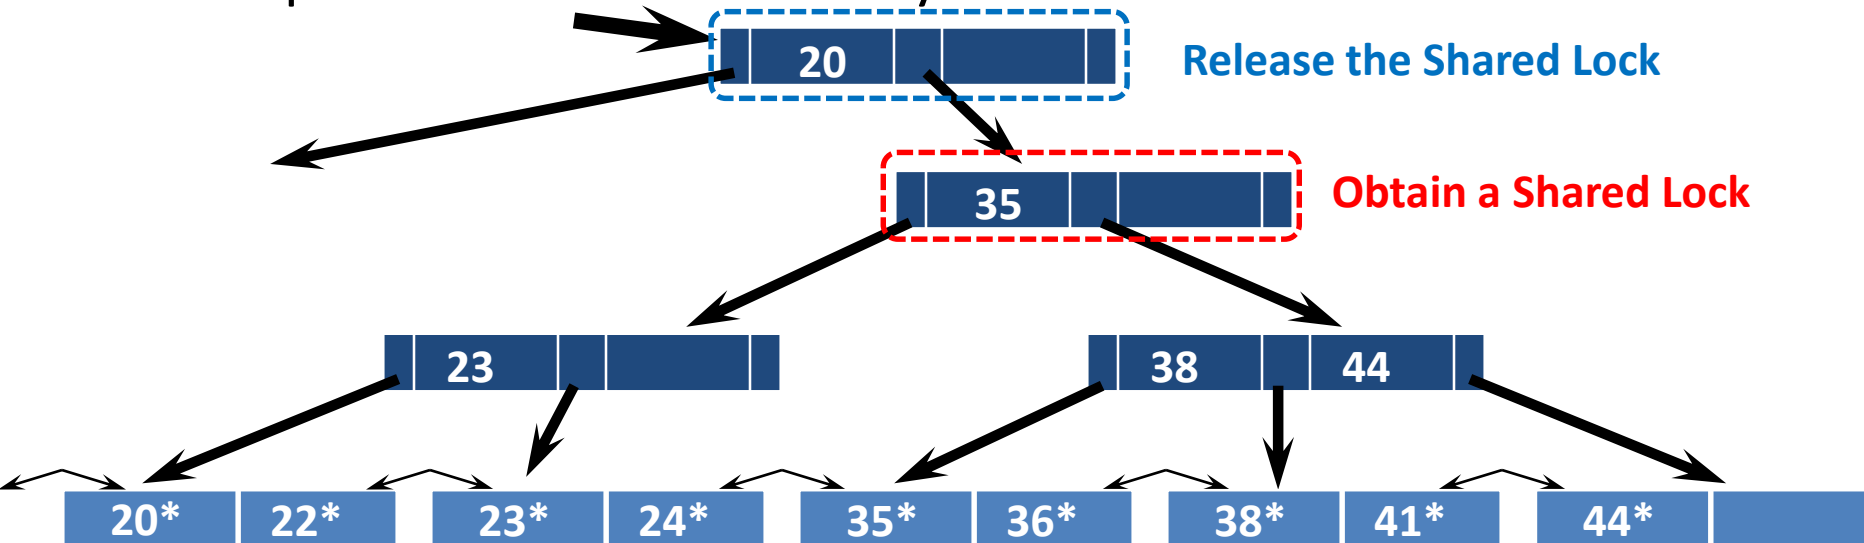 20
Release the Shared Lock
35
Obtain a Shared Lock
23
38 44
20* 22* 23* 24* 35* 36* 38* 41* 44*